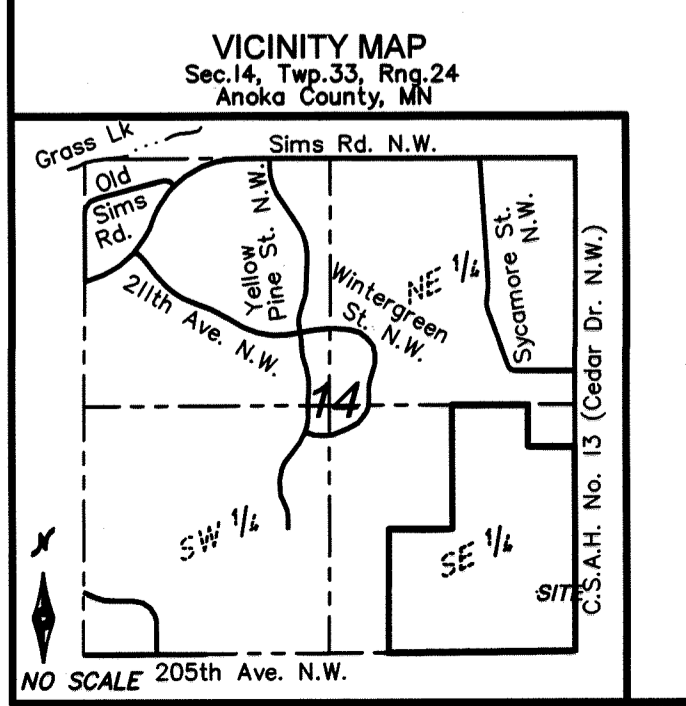 VICINITY MAP
Sec.14, Twp.33, Rng.24
Anoka County, MN
Grass Lk
Sims Rd. N.W.
Old
Sims
Rd.
Yellow
Pine St. N.W.
211th Ave. N.W.
Wintergreen
St. N.W.
NE 1/4
Sycamore St.
N.W.
14
C.S.A.H. No. 13 (Cedar Dr. N.W.)
SW 1/4
SE 1/4
SITE
N
NO SCALE
205th Ave. N.W.